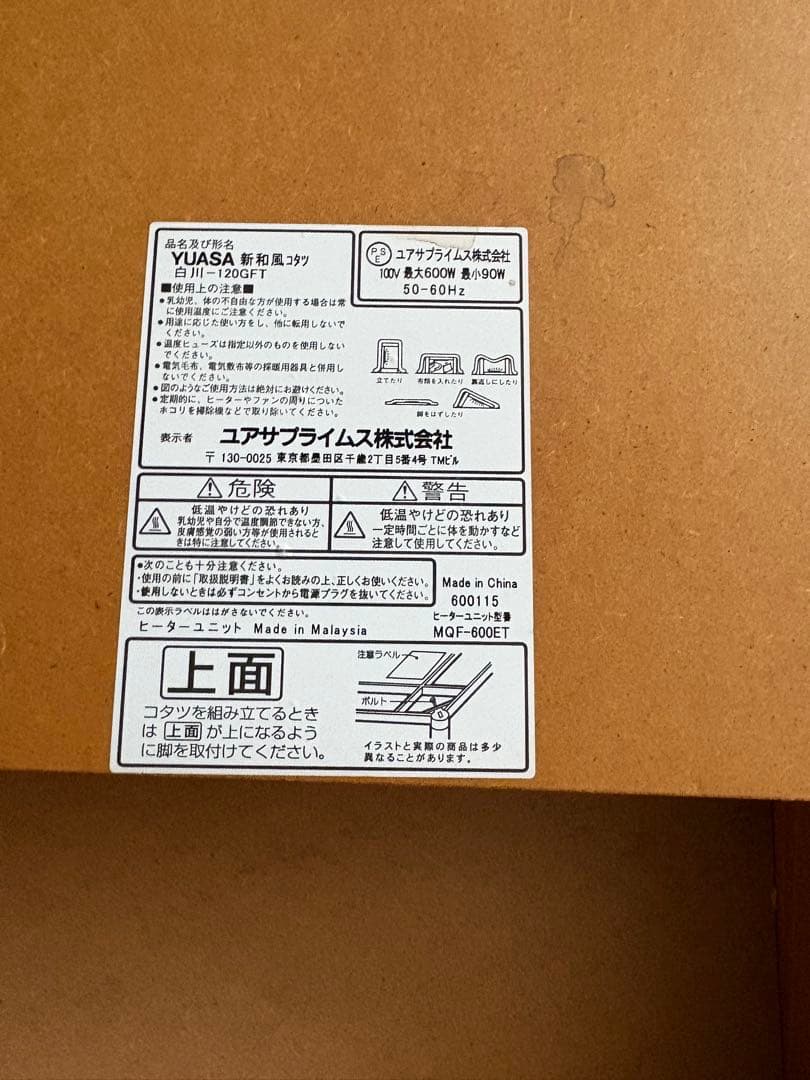 品名及び形名
YUASA 新和風コタツ
白川-120GFT
PSE ユアサプライムス株式会社
100V 最大600W 最小90W
50-60Hz
■使用上の注意■
●乳幼児、体の不自由な方が使用する場合は常
に使用温度にご注意ください。
●用途に応じた使い方をし、他に転用しないで
ください。
●温度ヒューズは指定以外のものを使用しない
でください。
●電気毛布、電気敷布等の採暖用器具と併用し
ないでください。
●図のようなご使用方法は絶対にお避けください。
●定期的に、ヒーターやファンの周りについた
ホコリを掃除機などで取り除いてください。
立てたり 布類を入れたり 裏返しにしたり
脚をはずしたり
表示者 ユアサプライムス株式会社
〒130-0025 東京都墨田区千歳2丁目5番4号 TMビル
危険
低温やけどの恐れあり
乳幼児や自分で温度調節できない方、
皮膚感覚の弱い方等が使用されると
きは特に注意してください。
警告
低温やけどの恐れあり
一定時間ごとに体を動かすなど
注意して使用してください。
●次のことも十分注意ください。
・使用の前に「取扱説明書」をよくお読みの上、正しくお使いください。
・使用しないときは必ずコンセントから電源プラグを抜いてください。
Made in China
600115
この表示ラベルははがさないでください。
ヒーターユニット型番
ヒーターユニット Made in Malaysia
MQF-600ET
上面
コタツを組み立てるとき
は 上面 が上になるよう
に脚を取付けてください。
注意ラベル
ボルト
イラストと実際の商品は多少
異なることがあります。